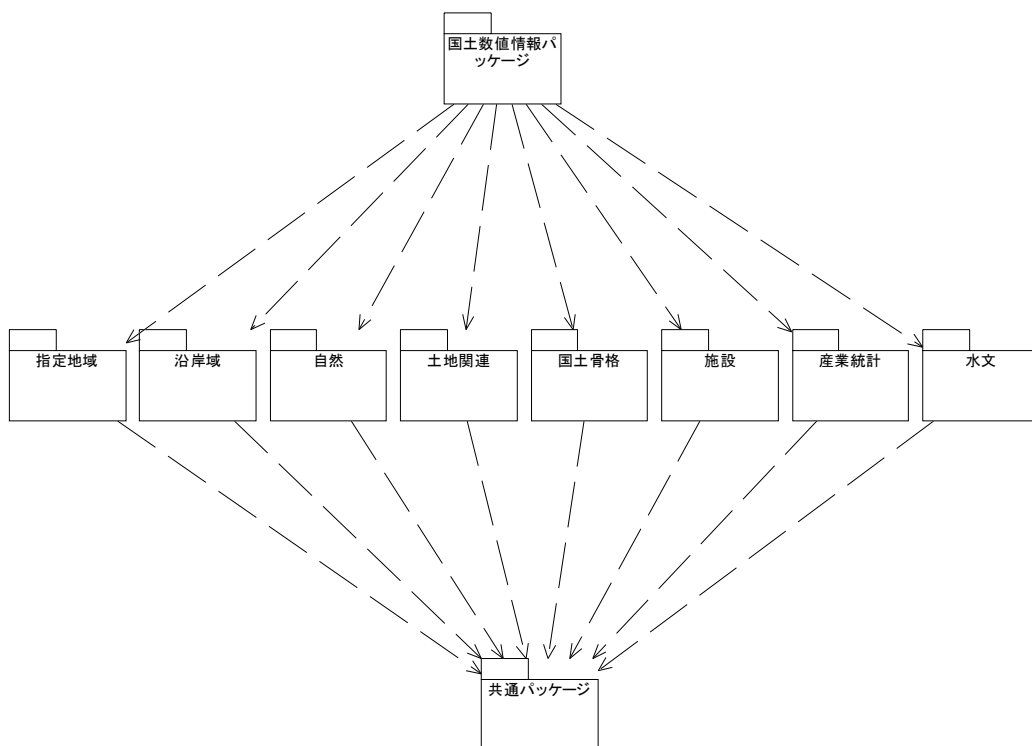 国土数値情報パ
ッケージ
指定地域
沿岸域
自然
土地関連
国土骨格
施設
産業統計
水文
共通パッケージ